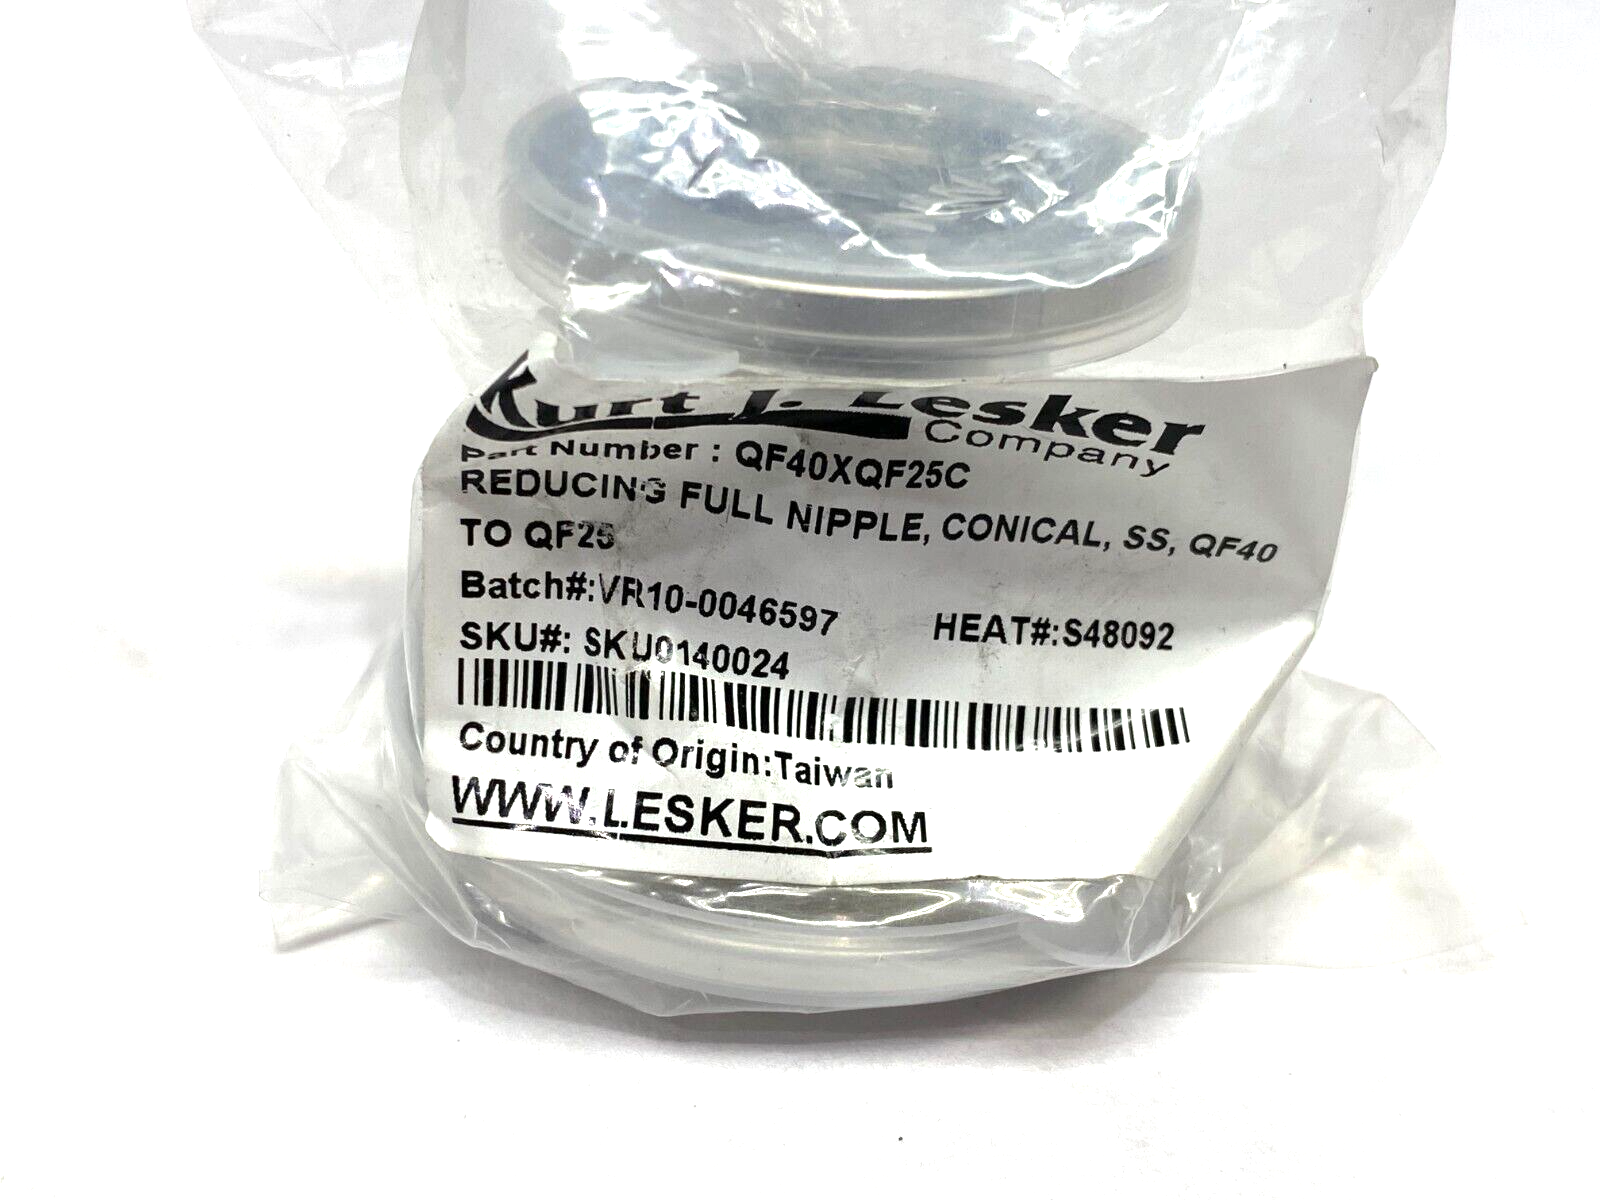 Kurt J. Lesker
Company
Part Number : QF40XQF25C
REDUCING FULL NIPPLE, CONICAL, SS, QF40
TO QF25
Batch#:VR10-0046597 HEAT#:S48092
SKU#: SKU0140024
Country of Origin:Taiwan
WWW.LESKER.COM